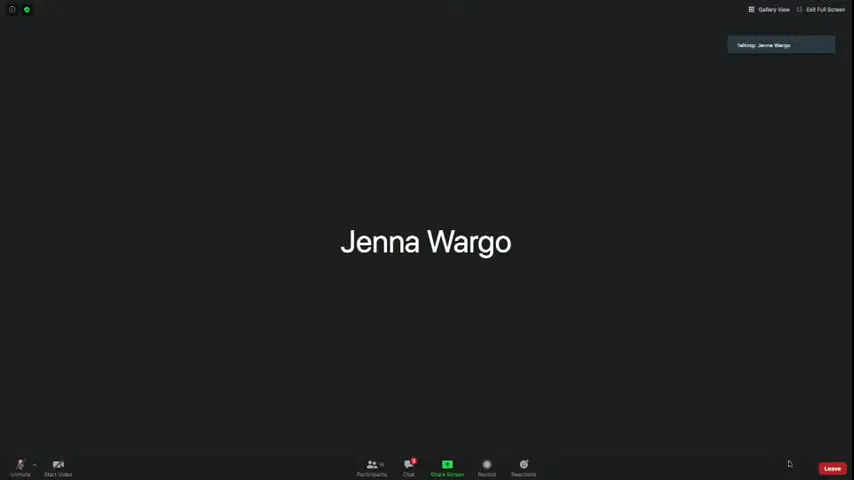 Gallery View Exit Full Screen
Talking: Jenna Wargo
Jenna Wargo
Unmute Start Video Participants Chat Share Screen Record Reactions Leave